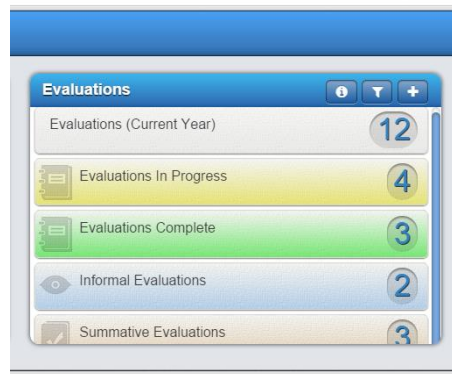 Evaluations
Evaluations (Current Year) 12
Evaluations In Progress 4
Evaluations Complete 3
Informal Evaluations 2
Summative Evaluations 3